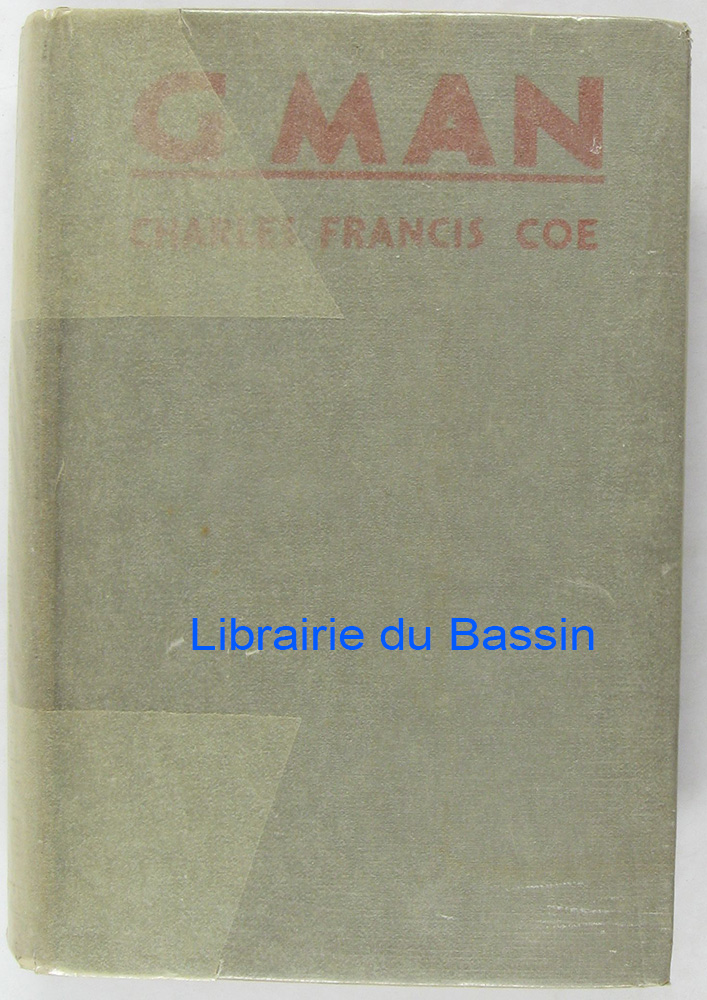 G MAN
CHARLES FRANCIS COE
Librairie du Bassin